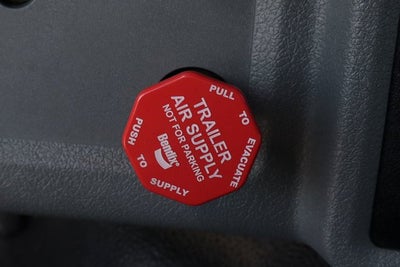 PULL TO EVACUATE
TRAILER
AIR SUPPLY
NOT FOR PARKING
Bendix®
PUSH TO SUPPLY